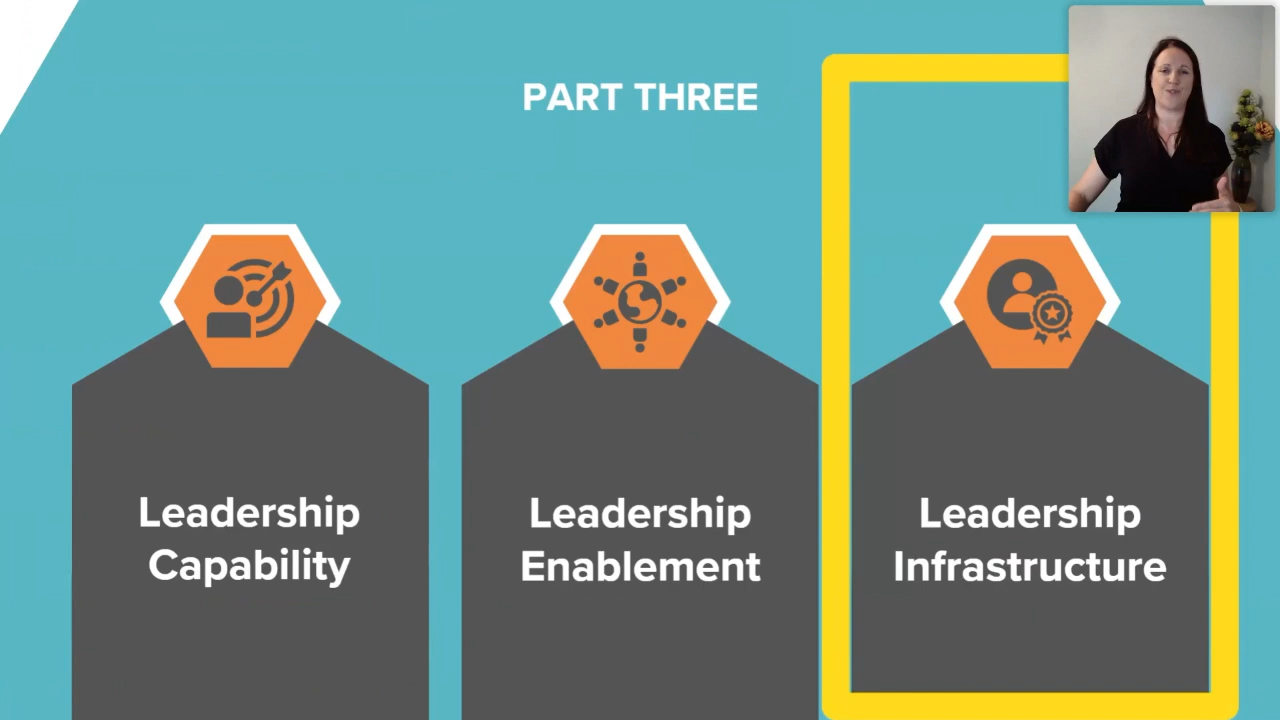 PART THREE
Leadership
Capability
Leadership
Enablement
Leadership
Infrastructure